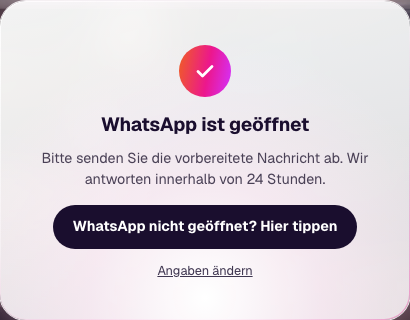 WhatsApp ist geöffnet
Bitte senden Sie die vorbereitete Nachricht ab. Wir
antworten innerhalb von 24 Stunden.
WhatsApp nicht geöffnet? Hier tippen
Angaben ändern